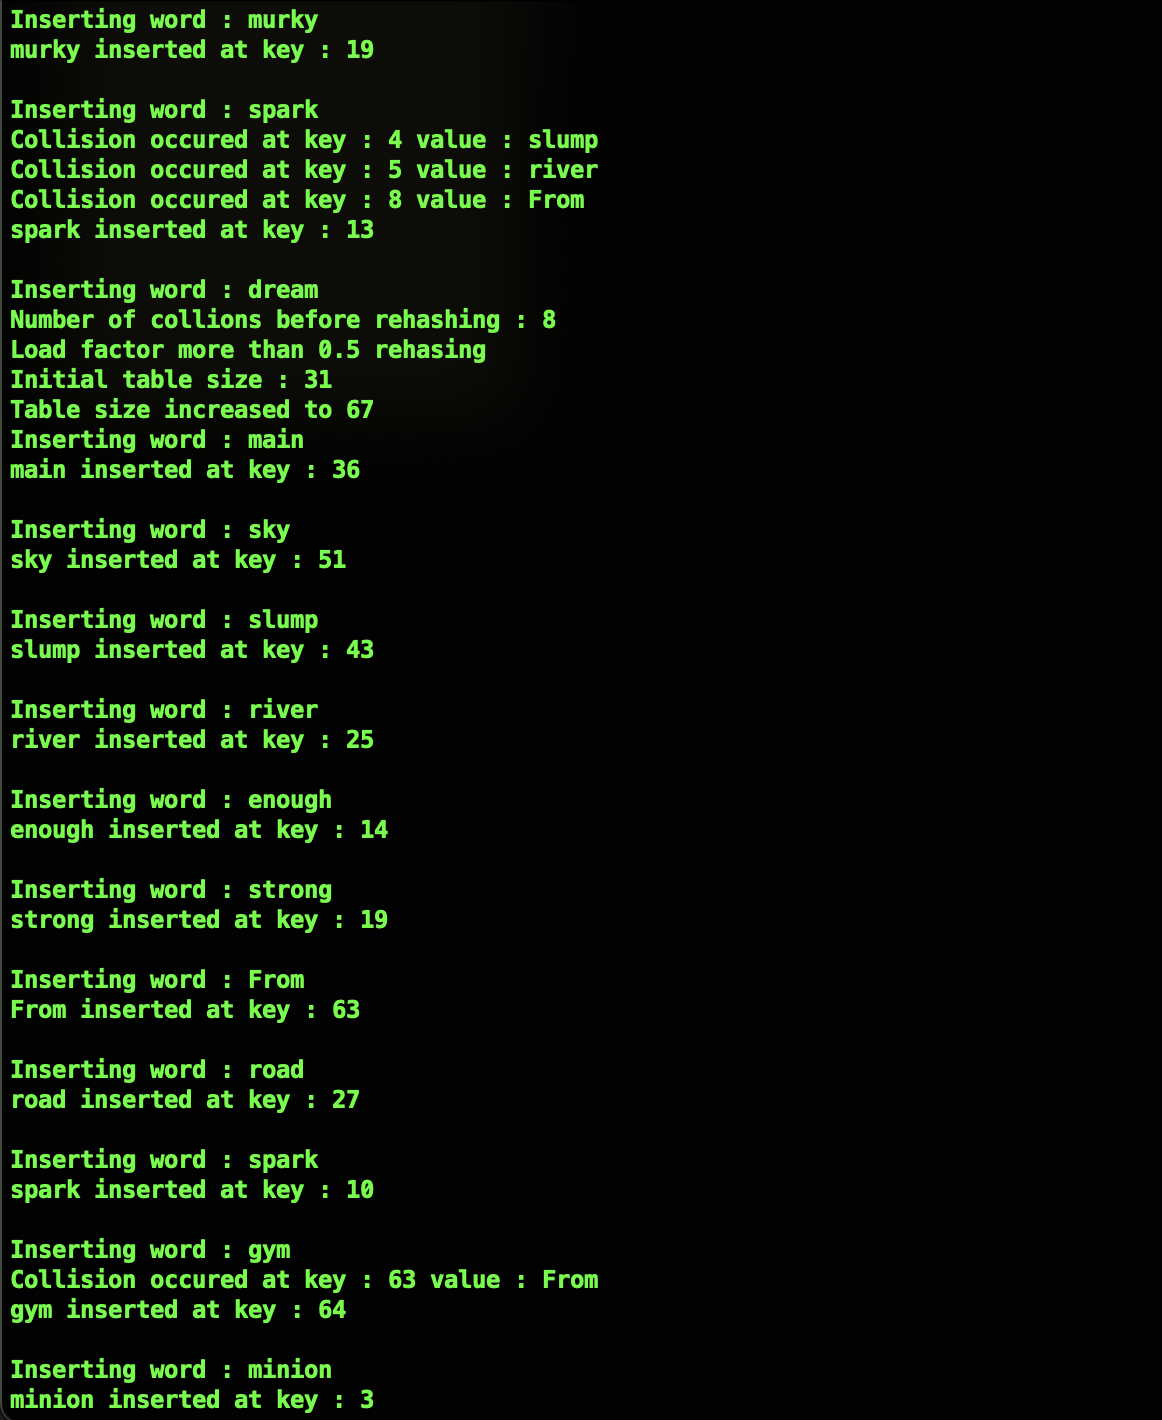 Inserting word : murky
murky inserted at key : 19
Inserting word : spark
Collision occured at key : 4 value : slump
Collision occured at key : 5 value : river
Collision occured at key : 8 value : From
spark inserted at key : 13
Inserting word : dream
Number of collions before rehashing : 8
Load factor more than 0.5 rehasing
Initial table size : 31
Table size increased to 67
Inserting word : main
main inserted at key : 36
Inserting word : sky
sky inserted at key : 51
Inserting word : slump
slump inserted at key : 43
Inserting word : river
river inserted at key : 25
Inserting word : enough
enough inserted at key : 14
Inserting word : strong
strong inserted at key : 19
Inserting word : From
From inserted at key : 63
Inserting word : road
road inserted at key : 27
Inserting word : spark
spark inserted at key : 10
Inserting word : gym
Collision occured at key : 63 value : From
gym inserted at key : 64
Inserting word : minion
minion inserted at key : 3